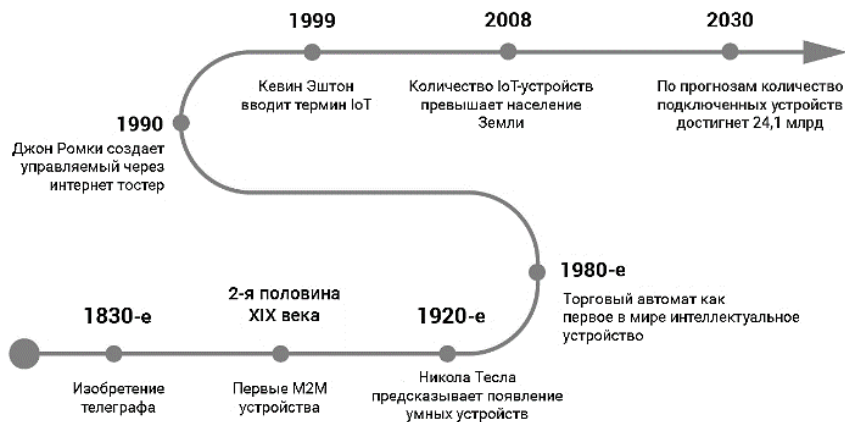 1999
Кевин Эштон
вводит термин IoT
2008
Количество IoT-устройств
превышает население
Земли
2030
По прогнозам количество
подключенных устройств
достигнет 24,1 млрд
1990
Джон Ромки создает
управляемый через
интернет тостер
1980-е
Торговый автомат как
первое в мире интеллектуальное
устройство
1830-е
Изобретение
телеграфа
2-я половина
XIX века
Первые M2M
устройства
1920-е
Никола Тесла
предсказывает появление
умных устройств